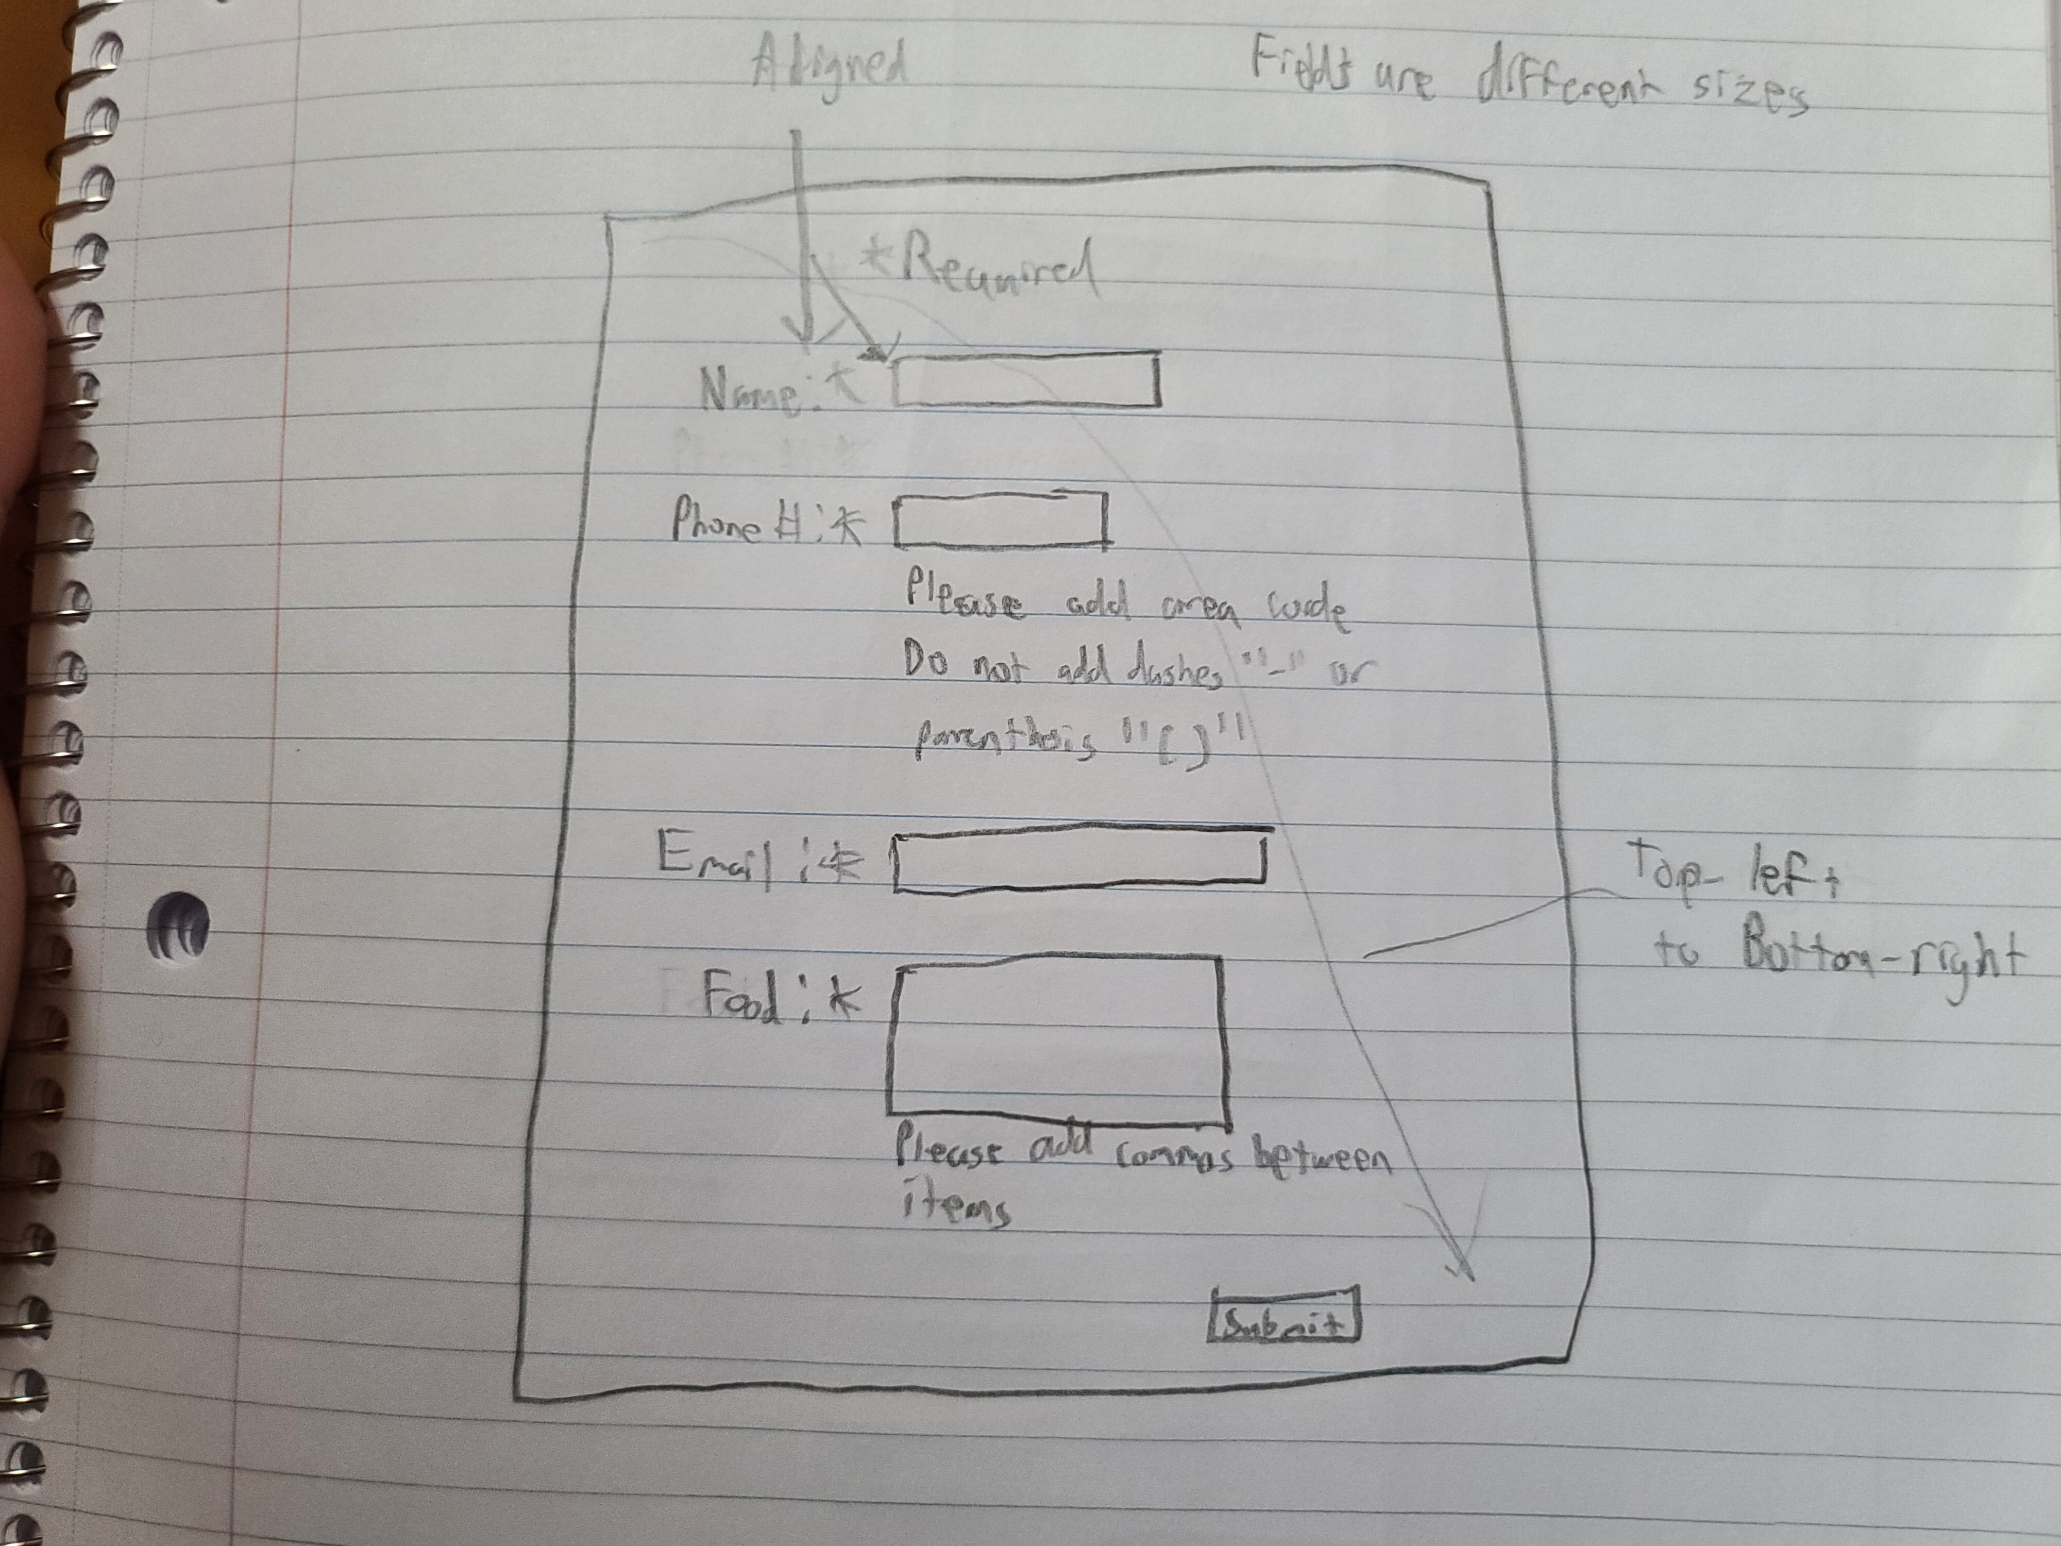 Aligned
Fields are different sizes
*Required
Name:*
Phone #:*
Please add area code
Do not add dashes "-" or
parenthsis "( )"
Email:*
Top-left
to Bottom-right
Food:*
Please add commas between
items
Submit